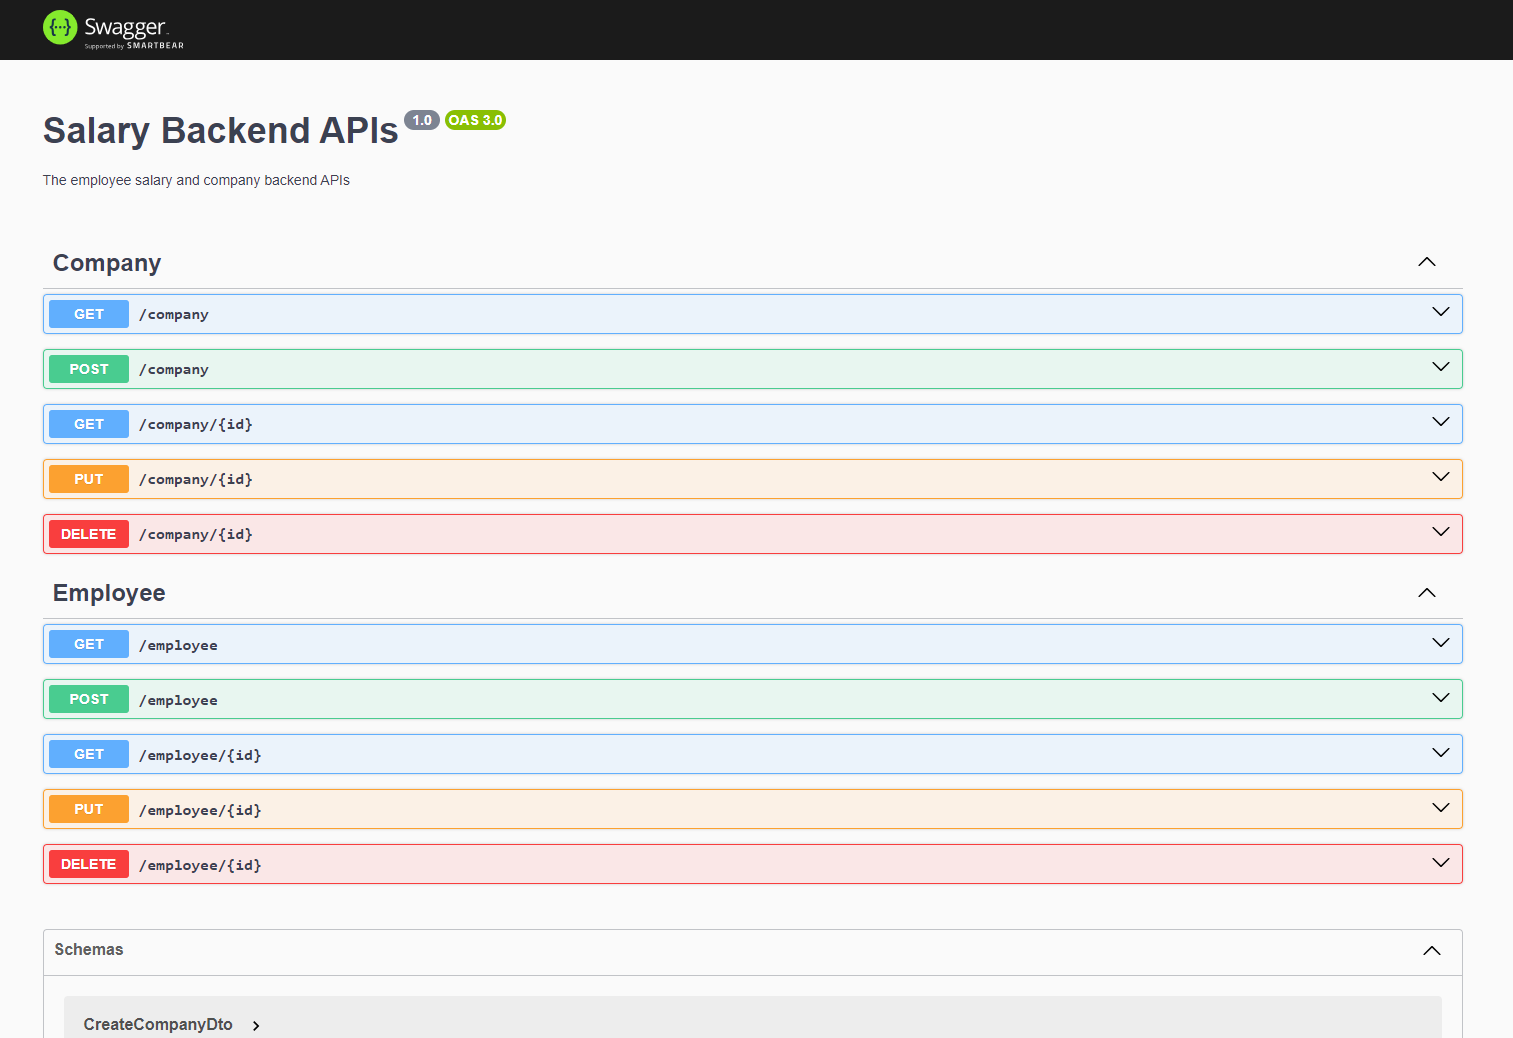 {···} Swagger
Supported by SMARTBEAR
Salary Backend APIs 1.0 OAS 3.0
The employee salary and company backend APIs
Company
GET /company
POST /company
GET /company/{id}
PUT /company/{id}
DELETE /company/{id}
Employee
GET /employee
POST /employee
GET /employee/{id}
PUT /employee/{id}
DELETE /employee/{id}
Schemas
CreateCompanyDto